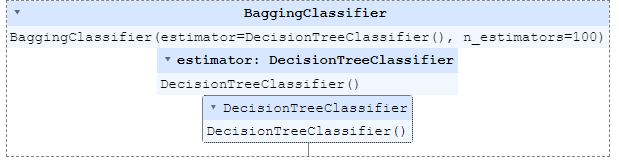 BaggingClassifier
BaggingClassifier(estimator=DecisionTreeClassifier(), n_estimators=100)
estimator: DecisionTreeClassifier
DecisionTreeClassifier()
DecisionTreeClassifier
DecisionTreeClassifier()